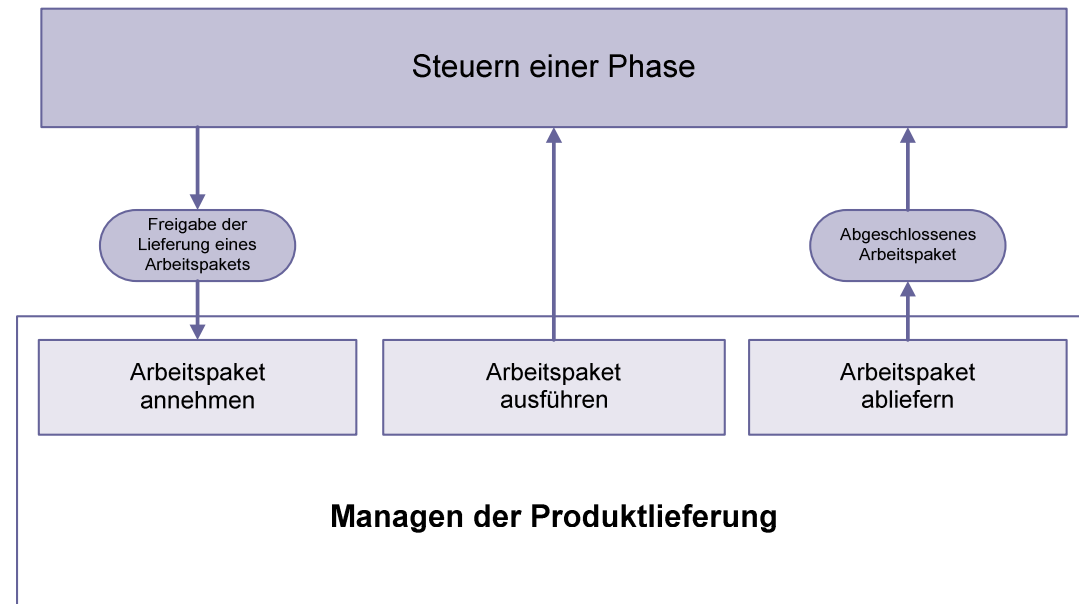 Steuern einer Phase
Freigabe der
Lieferung eines
Arbeitspakets
Abgeschlossenes
Arbeitspaket
Arbeitspaket
annehmen
Arbeitspaket
ausführen
Arbeitspaket
abliefern
Managen der Produktlieferung